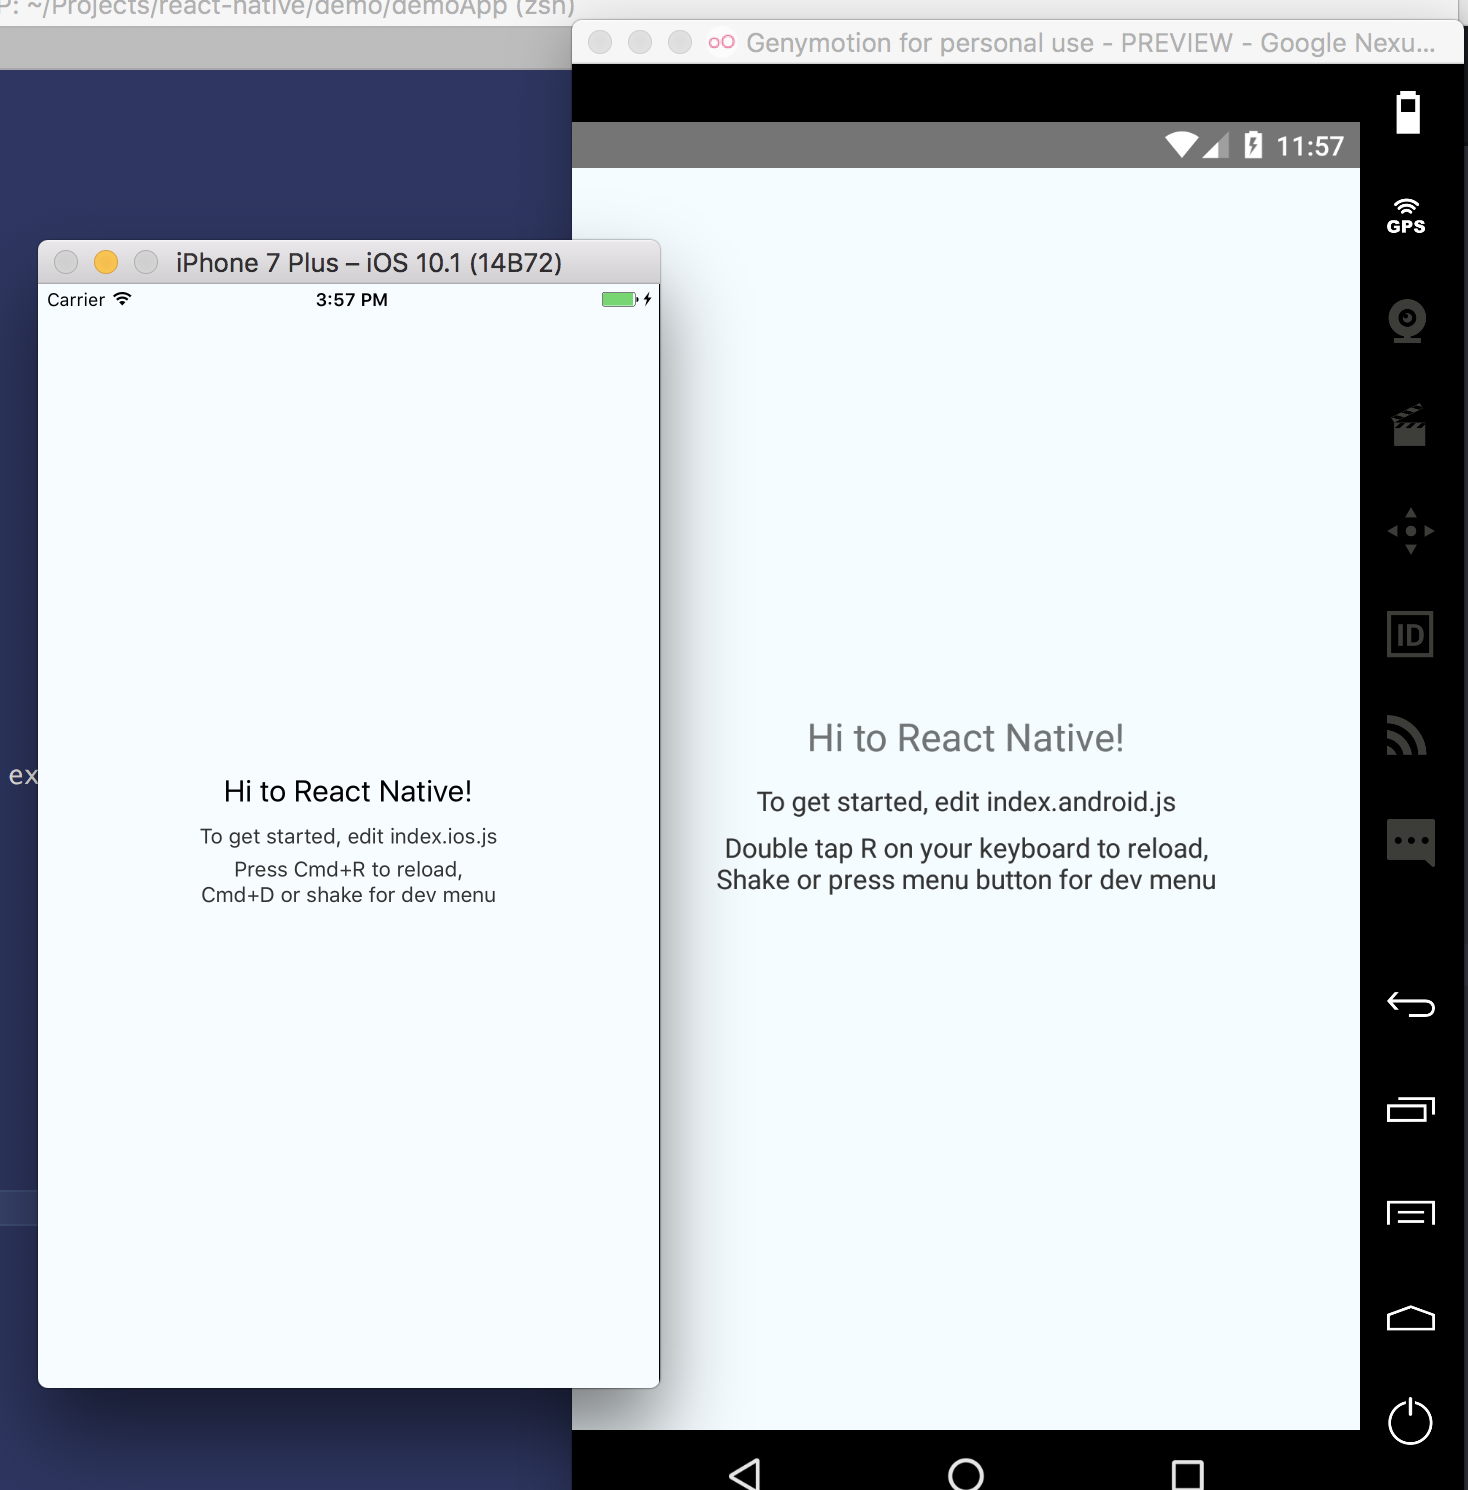 P: ~/Projects/react-native/demo/demoApp (zsh)
Genymotion for personal use - PREVIEW - Google Nexu...
11:57
GPS
iPhone 7 Plus – iOS 10.1 (14B72)
Carrier
3:57 PM
ID
Hi to React Native!
To get started, edit index.android.js
Double tap R on your keyboard to reload,
Shake or press menu button for dev menu
ex
Hi to React Native!
To get started, edit index.ios.js
Press Cmd+R to reload,
Cmd+D or shake for dev menu